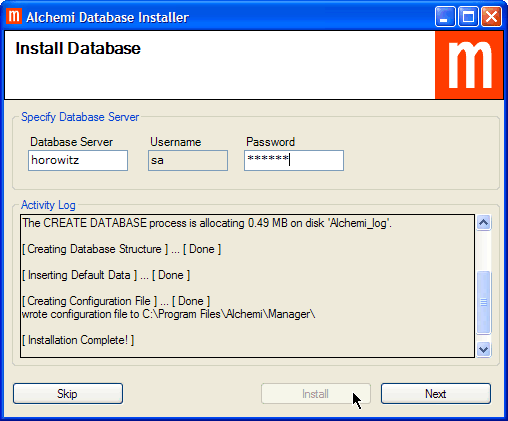 m Alchemi Database Installer
Install Database
m
Specify Database Server
Database Server Username Password
horowitz sa ******
Activity Log
The CREATE DATABASE process is allocating 0.49 MB on disk 'Alchemi_log'.
[ Creating Database Structure ] ... [ Done ]
[ Inserting Default Data ] ... [ Done ]
[ Creating Configuration File ] ... [ Done ]
wrote configuration file to C:\Program Files\Alchemi\Manager\
[ Installation Complete! ]
Skip Install Next